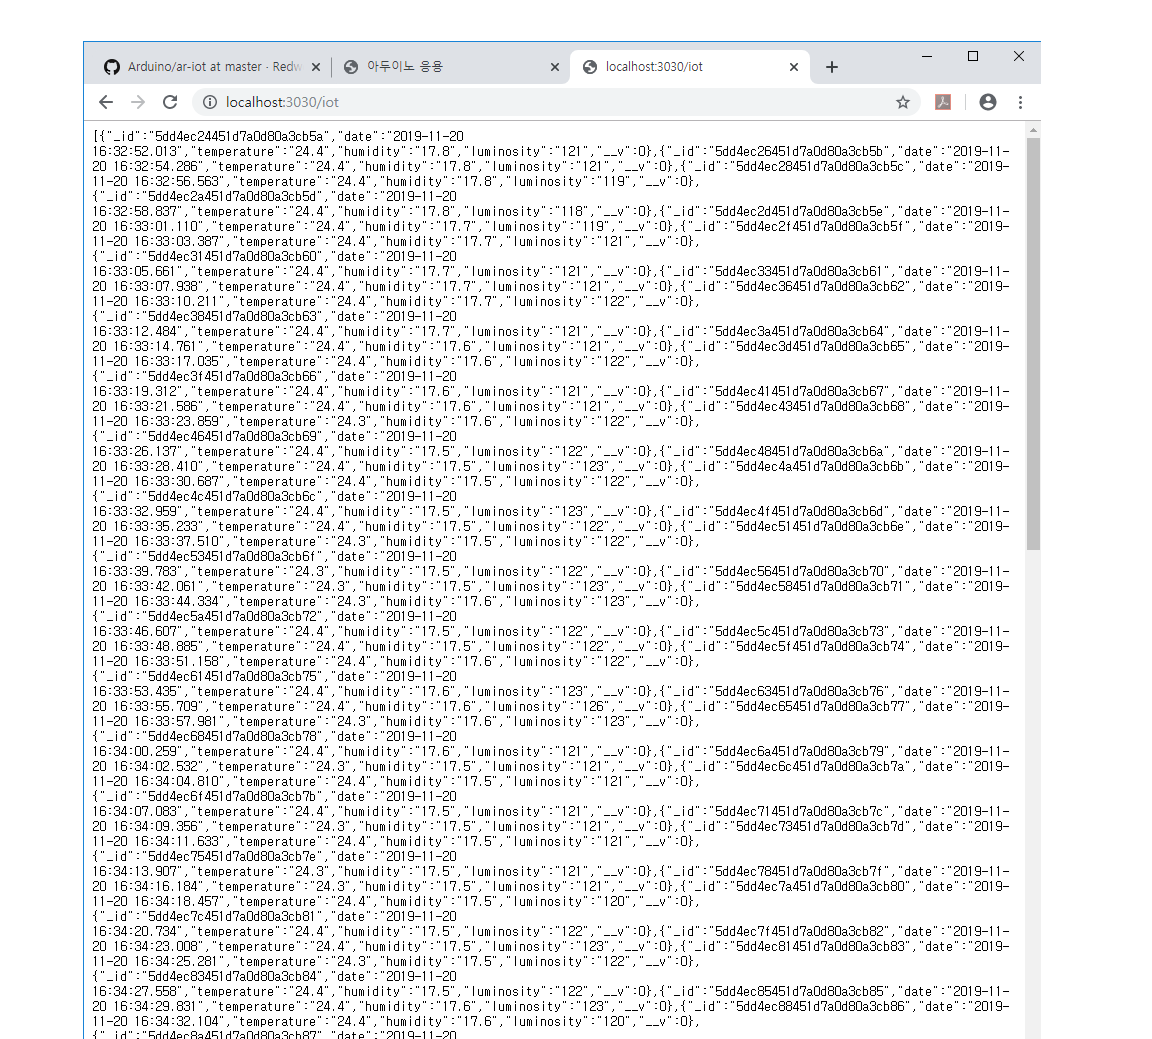 Arduino/ar-iot at master · Redw
아두이노 응용
localhost:3030/iot
localhost:3030/iot
[{"_id":"5dd4ec24451d7a0d80a3cb5a","date":"2019-11-20
16:32:52.013","temperature":"24.4","humidity":"17.8","luminosity":"121","__v":0},{"_id":"5dd4ec26451d7a0d80a3cb5b","date":"2019-11-
20 16:32:54.286","temperature":"24.4","humidity":"17.8","luminosity":"121","__v":0},{"_id":"5dd4ec28451d7a0d80a3cb5c","date":"2019-
11-20 16:32:56.563","temperature":"24.4","humidity":"17.8","luminosity":"119","__v":0},
{"_id":"5dd4ec2a451d7a0d80a3cb5d","date":"2019-11-20
16:32:58.837","temperature":"24.4","humidity":"17.8","luminosity":"118","__v":0},{"_id":"5dd4ec2d451d7a0d80a3cb5e","date":"2019-11-
20 16:33:01.110","temperature":"24.4","humidity":"17.7","luminosity":"119","__v":0},{"_id":"5dd4ec2f451d7a0d80a3cb5f","date":"2019-
11-20 16:33:03.387","temperature":"24.4","humidity":"17.7","luminosity":"121","__v":0},
{"_id":"5dd4ec31451d7a0d80a3cb60","date":"2019-11-20
16:33:05.661","temperature":"24.4","humidity":"17.7","luminosity":"121","__v":0},{"_id":"5dd4ec33451d7a0d80a3cb61","date":"2019-11-
20 16:33:07.938","temperature":"24.4","humidity":"17.7","luminosity":"121","__v":0},{"_id":"5dd4ec36451d7a0d80a3cb62","date":"2019-
11-20 16:33:10.211","temperature":"24.4","humidity":"17.7","luminosity":"122","__v":0},
{"_id":"5dd4ec38451d7a0d80a3cb63","date":"2019-11-20
16:33:12.484","temperature":"24.4","humidity":"17.7","luminosity":"121","__v":0},{"_id":"5dd4ec3a451d7a0d80a3cb64","date":"2019-11-
20 16:33:14.761","temperature":"24.4","humidity":"17.6","luminosity":"121","__v":0},{"_id":"5dd4ec3d451d7a0d80a3cb65","date":"2019-
11-20 16:33:17.035","temperature":"24.4","humidity":"17.6","luminosity":"122","__v":0},
{"_id":"5dd4ec3f451d7a0d80a3cb66","date":"2019-11-20
16:33:19.312","temperature":"24.4","humidity":"17.6","luminosity":"121","__v":0},{"_id":"5dd4ec41451d7a0d80a3cb67","date":"2019-11-
20 16:33:21.586","temperature":"24.4","humidity":"17.6","luminosity":"121","__v":0},{"_id":"5dd4ec43451d7a0d80a3cb68","date":"2019-
11-20 16:33:23.859","temperature":"24.3","humidity":"17.6","luminosity":"122","__v":0},
{"_id":"5dd4ec46451d7a0d80a3cb69","date":"2019-11-20
16:33:26.137","temperature":"24.4","humidity":"17.5","luminosity":"122","__v":0},{"_id":"5dd4ec48451d7a0d80a3cb6a","date":"2019-11-
20 16:33:28.410","temperature":"24.4","humidity":"17.5","luminosity":"123","__v":0},{"_id":"5dd4ec4a451d7a0d80a3cb6b","date":"2019-
11-20 16:33:30.687","temperature":"24.4","humidity":"17.5","luminosity":"122","__v":0},
{"_id":"5dd4ec4c451d7a0d80a3cb6c","date":"2019-11-20
16:33:32.959","temperature":"24.4","humidity":"17.5","luminosity":"123","__v":0},{"_id":"5dd4ec4f451d7a0d80a3cb6d","date":"2019-11-
20 16:33:35.233","temperature":"24.4","humidity":"17.5","luminosity":"122","__v":0},{"_id":"5dd4ec51451d7a0d80a3cb6e","date":"2019-
11-20 16:33:37.510","temperature":"24.3","humidity":"17.5","luminosity":"122","__v":0},
{"_id":"5dd4ec53451d7a0d80a3cb6f","date":"2019-11-20
16:33:39.783","temperature":"24.3","humidity":"17.5","luminosity":"122","__v":0},{"_id":"5dd4ec56451d7a0d80a3cb70","date":"2019-11-
20 16:33:42.061","temperature":"24.3","humidity":"17.5","luminosity":"123","__v":0},{"_id":"5dd4ec58451d7a0d80a3cb71","date":"2019-
11-20 16:33:44.334","temperature":"24.3","humidity":"17.6","luminosity":"123","__v":0},
{"_id":"5dd4ec5a451d7a0d80a3cb72","date":"2019-11-20
16:33:46.607","temperature":"24.4","humidity":"17.5","luminosity":"122","__v":0},{"_id":"5dd4ec5c451d7a0d80a3cb73","date":"2019-11-
20 16:33:48.885","temperature":"24.4","humidity":"17.5","luminosity":"122","__v":0},{"_id":"5dd4ec5f451d7a0d80a3cb74","date":"2019-
11-20 16:33:51.158","temperature":"24.4","humidity":"17.6","luminosity":"122","__v":0},
{"_id":"5dd4ec61451d7a0d80a3cb75","date":"2019-11-20
16:33:53.435","temperature":"24.4","humidity":"17.6","luminosity":"123","__v":0},{"_id":"5dd4ec63451d7a0d80a3cb76","date":"2019-11-
20 16:33:55.709","temperature":"24.4","humidity":"17.6","luminosity":"126","__v":0},{"_id":"5dd4ec65451d7a0d80a3cb77","date":"2019-
11-20 16:33:57.981","temperature":"24.3","humidity":"17.6","luminosity":"123","__v":0},
{"_id":"5dd4ec68451d7a0d80a3cb78","date":"2019-11-20
16:34:00.259","temperature":"24.4","humidity":"17.6","luminosity":"121","__v":0},{"_id":"5dd4ec6a451d7a0d80a3cb79","date":"2019-11-
20 16:34:02.532","temperature":"24.3","humidity":"17.5","luminosity":"121","__v":0},{"_id":"5dd4ec6c451d7a0d80a3cb7a","date":"2019-
11-20 16:34:04.810","temperature":"24.4","humidity":"17.5","luminosity":"121","__v":0},
{"_id":"5dd4ec6f451d7a0d80a3cb7b","date":"2019-11-20
16:34:07.083","temperature":"24.4","humidity":"17.5","luminosity":"121","__v":0},{"_id":"5dd4ec71451d7a0d80a3cb7c","date":"2019-11-
20 16:34:09.356","temperature":"24.3","humidity":"17.5","luminosity":"121","__v":0},{"_id":"5dd4ec73451d7a0d80a3cb7d","date":"2019-
11-20 16:34:11.633","temperature":"24.4","humidity":"17.5","luminosity":"121","__v":0},
{"_id":"5dd4ec75451d7a0d80a3cb7e","date":"2019-11-20
16:34:13.907","temperature":"24.3","humidity":"17.5","luminosity":"121","__v":0},{"_id":"5dd4ec78451d7a0d80a3cb7f","date":"2019-11-
20 16:34:16.184","temperature":"24.3","humidity":"17.5","luminosity":"121","__v":0},{"_id":"5dd4ec7a451d7a0d80a3cb80","date":"2019-
11-20 16:34:18.457","temperature":"24.4","humidity":"17.5","luminosity":"120","__v":0},
{"_id":"5dd4ec7c451d7a0d80a3cb81","date":"2019-11-20
16:34:20.734","temperature":"24.4","humidity":"17.5","luminosity":"122","__v":0},{"_id":"5dd4ec7f451d7a0d80a3cb82","date":"2019-11-
20 16:34:23.008","temperature":"24.4","humidity":"17.5","luminosity":"123","__v":0},{"_id":"5dd4ec81451d7a0d80a3cb83","date":"2019-
11-20 16:34:25.281","temperature":"24.3","humidity":"17.5","luminosity":"122","__v":0},
{"_id":"5dd4ec83451d7a0d80a3cb84","date":"2019-11-20
16:34:27.558","temperature":"24.4","humidity":"17.5","luminosity":"122","__v":0},{"_id":"5dd4ec85451d7a0d80a3cb85","date":"2019-11-
20 16:34:29.831","temperature":"24.4","humidity":"17.6","luminosity":"123","__v":0},{"_id":"5dd4ec88451d7a0d80a3cb86","date":"2019-
11-20 16:34:32.104","temperature":"24.4","humidity":"17.6","luminosity":"120","__v":0},
{"_id":"5dd4ec8a451d7a0d80a3cb87","date":"2019-11-20